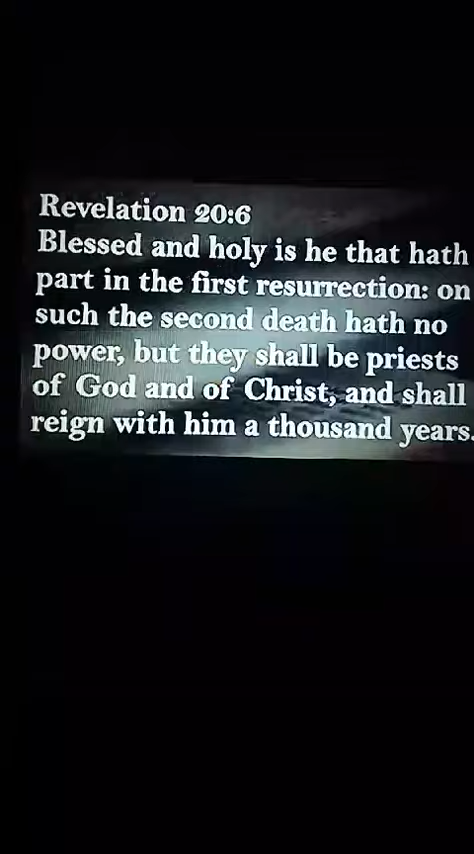 Revelation 20:6
Blessed and holy is he that hath
part in the first resurrection: on
such the second death hath no
power, but they shall be priests
of God and of Christ, and shall
reign with him a thousand years.